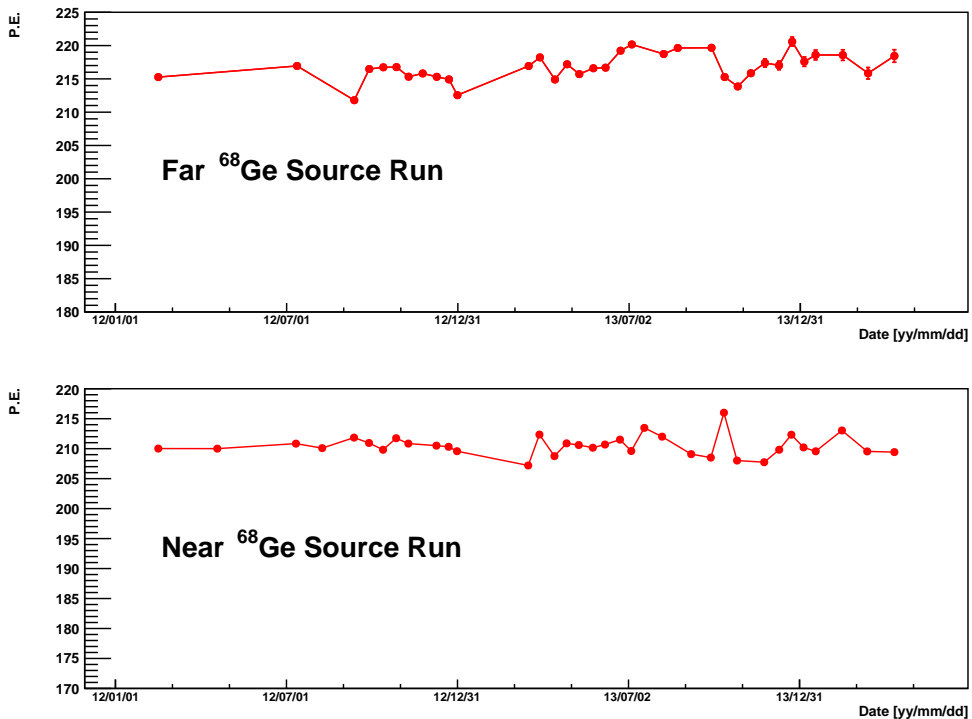 P.E.
225
220
215
210
205
200
195
190
185
180
Far ⁶⁸Ge Source Run
12/01/01 12/07/01 12/12/31 13/07/02 13/12/31
Date [yy/mm/dd]
P.E.
220
215
210
205
200
195
190
185
180
175
170
Near ⁶⁸Ge Source Run
12/01/01 12/07/01 12/12/31 13/07/02 13/12/31
Date [yy/mm/dd]